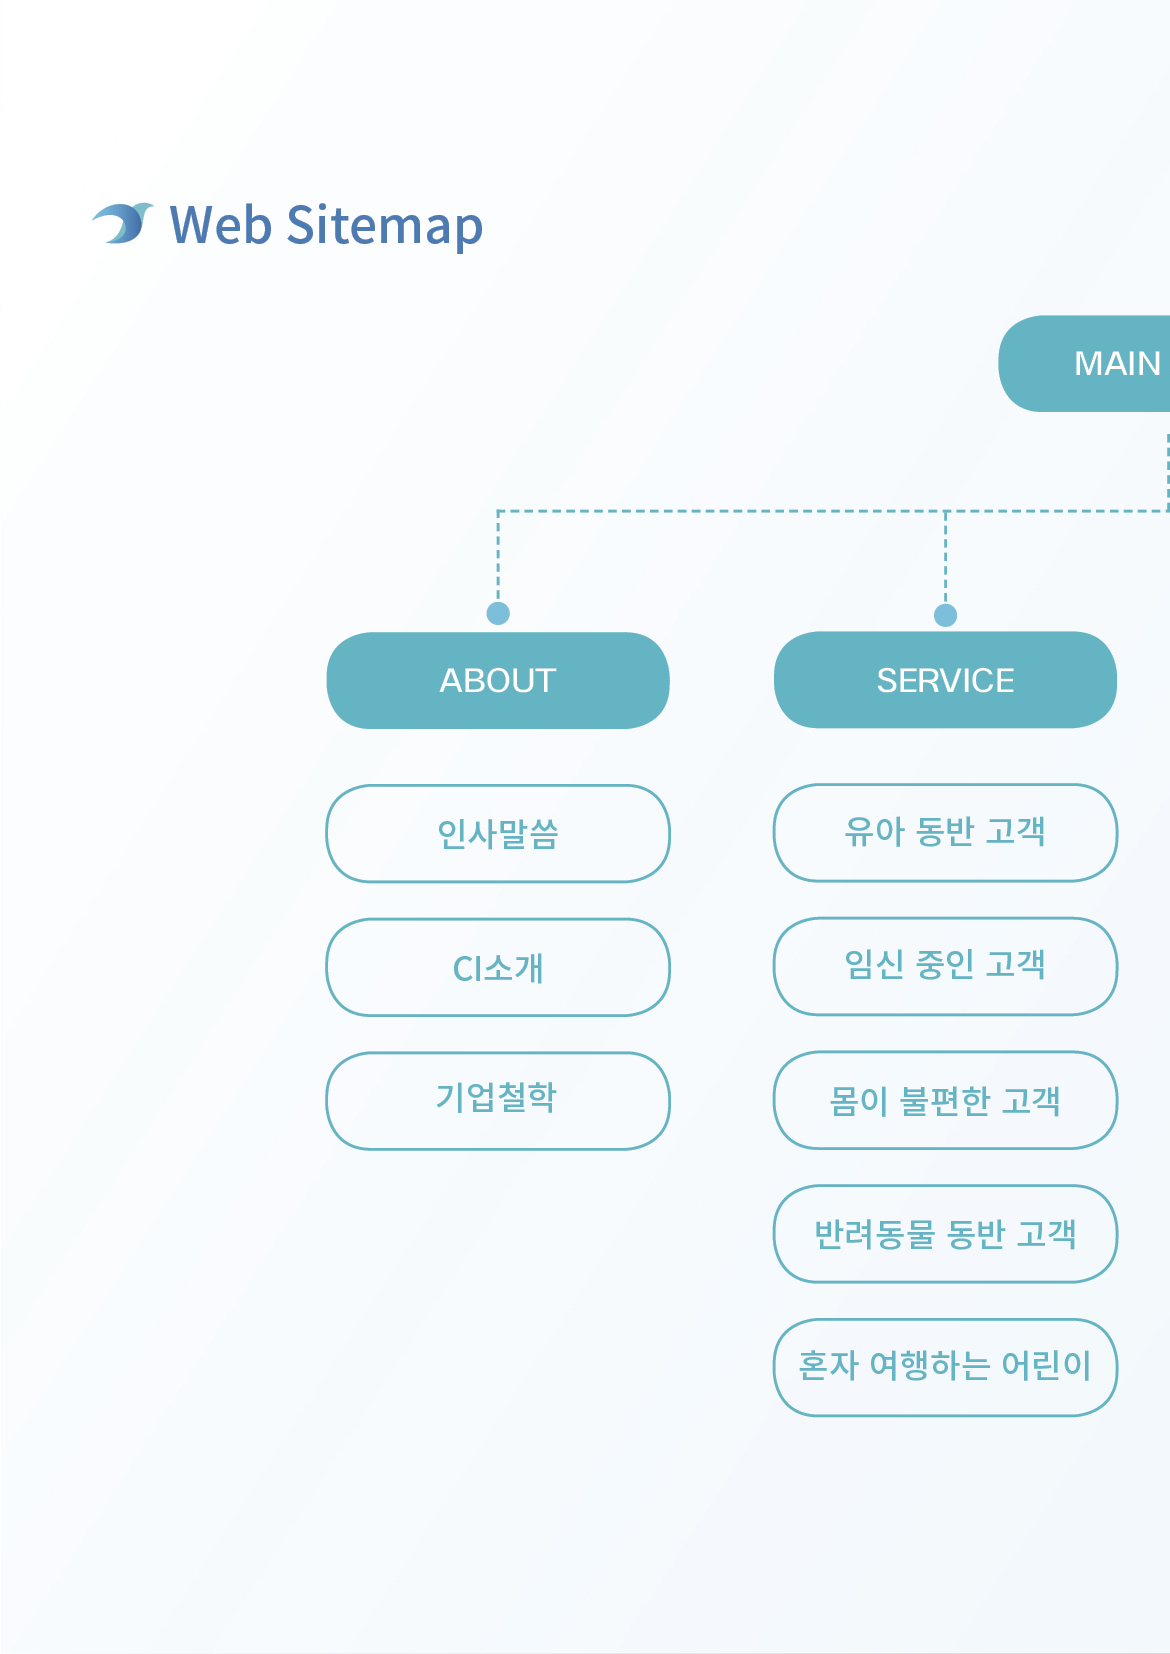 Web Sitemap
MAIN
ABOUT
인사말씀
CI소개
기업철학
SERVICE
유아 동반 고객
임신 중인 고객
몸이 불편한 고객
반려동물 동반 고객
혼자 여행하는 어린이